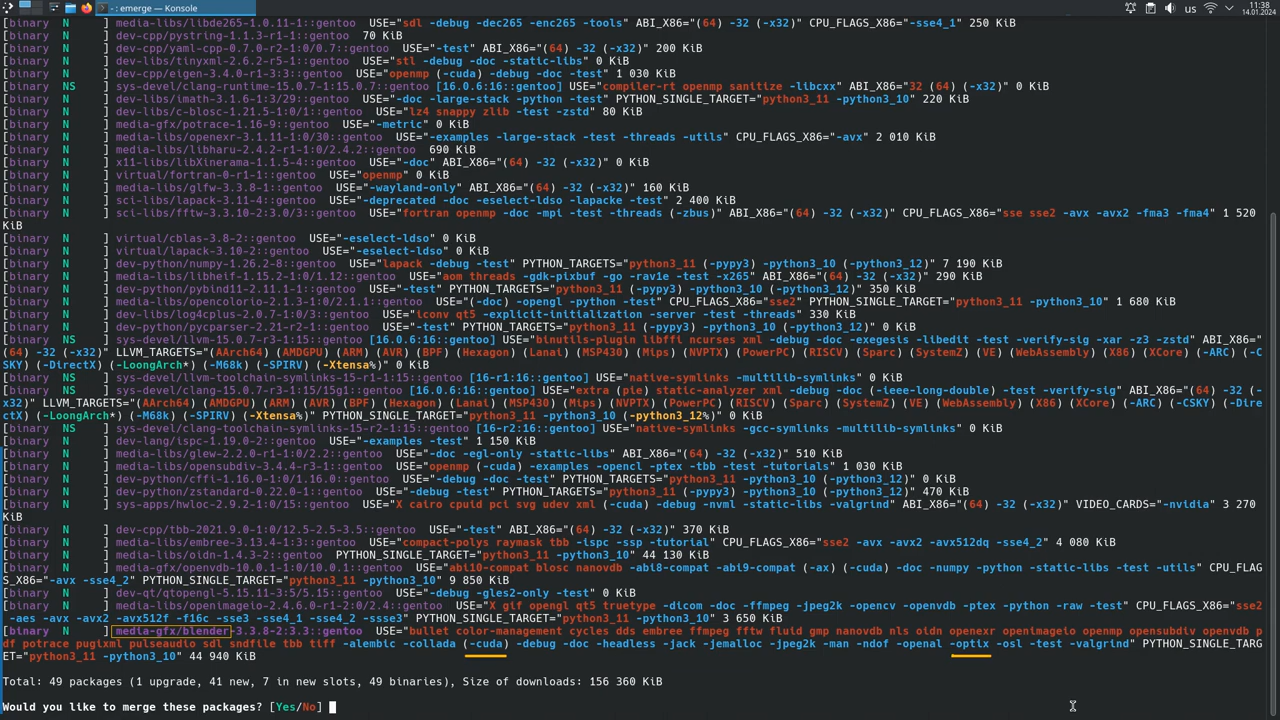 - : emerge — Konsole
us
11:38
14.01.2024
[binary  N     ] media-libs/libde265-1.0.11-1::gentoo  USE="sdl -debug -dec265 -enc265 -tools" ABI_X86="(64) -32 (-x32)" CPU_FLAGS_X86="-sse4_1" 250 KiB
[binary  N     ] dev-cpp/pystring-1.1.3-r1-1::gentoo  70 KiB
[binary  N     ] dev-cpp/yaml-cpp-0.7.0-r2-1:0/0.7::gentoo  USE="-test" ABI_X86="(64) -32 (-x32)" 200 KiB
[binary  N     ] dev-libs/tinyxml-2.6.2-r5-1::gentoo  USE="stl -debug -doc -static-libs" 0 KiB
[binary  N     ] dev-cpp/eigen-3.4.0-r1-3:3::gentoo  USE="openmp (-cuda) -debug -doc -test" 1 030 KiB
[binary  NS    ] sys-devel/clang-runtime-15.0.7-1:15.0.7::gentoo [16.0.6:16::gentoo] USE="compiler-rt openmp sanitize -libcxx" ABI_X86="32 (64) (-x32)" 0 KiB
[binary  N     ] dev-libs/imath-3.1.6-1:3/29::gentoo  USE="-doc -large-stack -python -test" PYTHON_SINGLE_TARGET="python3_11 -python3_10" 220 KiB
[binary  N     ] dev-libs/c-blosc-1.21.5-1:0/1::gentoo  USE="lz4 snappy zlib -test -zstd" 80 KiB
[binary  N     ] media-gfx/potrace-1.16-9::gentoo  USE="-metric" 0 KiB
[binary  N     ] media-libs/openexr-3.1.11-1:0/30::gentoo  USE="-examples -large-stack -test -threads -utils" CPU_FLAGS_X86="-avx" 2 010 KiB
[binary  N     ] media-libs/libharu-2.4.2-r1-1:0/2.4.2::gentoo  690 KiB
[binary  N     ] x11-libs/libXinerama-1.1.5-4::gentoo  USE="-doc" ABI_X86="(64) -32 (-x32)" 0 KiB
[binary  N     ] virtual/fortran-0-r1-1::gentoo  USE="openmp" 0 KiB
[binary  N     ] media-libs/glfw-3.3.8-1::gentoo  USE="-wayland-only" ABI_X86="(64) -32 (-x32)" 160 KiB
[binary  N     ] sci-libs/lapack-3.11-4::gentoo  USE="-deprecated -doc -eselect-ldso -lapacke -test" 2 400 KiB
[binary  N     ] sci-libs/fftw-3.3.10-2:3.0/3::gentoo  USE="fortran openmp -doc -mpi -test -threads (-zbus)" ABI_X86="(64) -32 (-x32)" CPU_FLAGS_X86="sse sse2 -avx -avx2 -fma3 -fma4" 1 520
KiB
[binary  N     ] virtual/cblas-3.8-2::gentoo  USE="-eselect-ldso" 0 KiB
[binary  N     ] virtual/lapack-3.10-2::gentoo  USE="-eselect-ldso" 0 KiB
[binary  N     ] dev-python/numpy-1.26.2-8::gentoo  USE="lapack -debug -test" PYTHON_TARGETS="python3_11 (-pypy3) -python3_10 (-python3_12)" 7 190 KiB
[binary  N     ] media-libs/libheif-1.15.2-1:0/1.12::gentoo  USE="aom threads -gdk-pixbuf -go -rav1e -test -x265" ABI_X86="(64) -32 (-x32)" 290 KiB
[binary  N     ] dev-python/pybind11-2.11.1-1::gentoo  USE="-test" PYTHON_TARGETS="python3_11 (-pypy3) -python3_10 (-python3_12)" 350 KiB
[binary  N     ] media-libs/opencolorio-2.1.3-1:0/2.1.1::gentoo  USE="(-doc) -opengl -python -test" CPU_FLAGS_X86="sse2" PYTHON_SINGLE_TARGET="python3_11 -python3_10" 1 680 KiB
[binary  N     ] dev-libs/log4cplus-2.0.7-1:0/3::gentoo  USE="iconv qt5 -explicit-initialization -server -test -threads" 330 KiB
[binary  N     ] dev-python/pycparser-2.21-r2-1::gentoo  USE="-test" PYTHON_TARGETS="python3_11 (-pypy3) -python3_10 (-python3_12)" 0 KiB
[binary  NS    ] sys-devel/llvm-15.0.7-r3-1:15::gentoo [16.0.6:16::gentoo] USE="binutils-plugin libffi ncurses xml -debug -doc -exegesis -libedit -test -verify-sig -xar -z3 -zstd" ABI_X86="
(64) -32 (-x32)" LLVM_TARGETS="(AArch64) (AMDGPU) (ARM) (AVR) (BPF) (Hexagon) (Lanai) (MSP430) (Mips) (NVPTX) (PowerPC) (RISCV) (Sparc) (SystemZ) (VE) (WebAssembly) (X86) (XCore) (-ARC) (-C
SKY) (-DirectX) (-LoongArch*) (-M68k) (-SPIRV) (-Xtensa%)" 0 KiB
[binary  NS    ] sys-devel/llvm-toolchain-symlinks-15-r1-1:15::gentoo [16-r1:16::gentoo] USE="native-symlinks -multilib-symlinks" 0 KiB
[binary  NS    ] sys-devel/clang-15.0.7-r3-1:15/15g1::gentoo [16.0.6:16::gentoo] USE="extra (pie) static-analyzer xml -debug -doc (-ieee-long-double) -test -verify-sig" ABI_X86="(64) -32 (-
x32)" LLVM_TARGETS="(AArch64) (AMDGPU) (ARM) (AVR) (BPF) (Hexagon) (Lanai) (MSP430) (Mips) (NVPTX) (PowerPC) (RISCV) (Sparc) (SystemZ) (VE) (WebAssembly) (X86) (XCore) (-ARC) (-CSKY) (-Dire
ctX) (-LoongArch*) (-M68k) (-SPIRV) (-Xtensa%)" PYTHON_SINGLE_TARGET="python3_11 -python3_10 (-python3_12%)" 0 KiB
[binary  NS    ] sys-devel/clang-toolchain-symlinks-15-r2-1:15::gentoo [16-r2:16::gentoo] USE="native-symlinks -gcc-symlinks -multilib-symlinks" 0 KiB
[binary  N     ] dev-lang/ispc-1.19.0-2::gentoo  USE="-examples -test" 1 150 KiB
[binary  N     ] media-libs/glew-2.2.0-r1-1:0/2.2::gentoo  USE="-doc -egl-only -static-libs" 510 KiB
[binary  N     ] media-libs/opensubdiv-3.4.4-r3-1::gentoo  USE="openmp (-cuda) -examples -opencl -ptex -tbb -test -tutorials" 1 030 KiB
[binary  N     ] dev-python/cffi-1.16.0-1:0/1.16.0::gentoo  USE="-test" PYTHON_TARGETS="python3_11 (-pypy3) -python3_10 (-python3_12)" 0 KiB
[binary  N     ] dev-python/zstandard-0.22.0-1::gentoo  USE="-debug -test" PYTHON_TARGETS="python3_11 (-pypy3) -python3_10 (-python3_12)" 470 KiB
[binary  N     ] sys-apps/hwloc-2.9.2-1:0/15::gentoo  USE="X cairo cpuid pci svg udev xml (-cuda) -debug -nvml -static-libs -valgrind" ABI_X86="(64) -32 (-x32)" VIDEO_CARDS="-nvidia" 3 270
KiB
[binary  N     ] dev-cpp/tbb-2021.9.0-1:0/12.5-2.5-3.5::gentoo  USE="-test" ABI_X86="(64) -32 (-x32)" 370 KiB
[binary  N     ] media-libs/embree-3.13.4-1:3::gentoo  USE="compact-polys raymask tbb -ispc -ssp -tutorial" CPU_FLAGS_X86="sse2 -avx -avx2 -avx512dq -sse4_2" 4 080 KiB
[binary  N     ] media-libs/oidn-1.4.3-2::gentoo  PYTHON_SINGLE_TARGET="python3_11 -python3_10" 44 130 KiB
[binary  N     ] media-gfx/openvdb-10.0.1-1:0/10.0.1::gentoo  USE="abi10-compat blosc nanovdb -abi8-compat -abi9-compat (-ax) (-cuda) -doc -numpy -python -static-libs -test -utils" CPU_FLAG
S_X86="-avx -sse4_2" PYTHON_SINGLE_TARGET="python3_11 -python3_10" 9 850 KiB
[binary  N     ] dev-qt/qtopengl-5.15.11-1:5/5.15::gentoo  USE="-debug -gles2-only -test" 0 KiB
[binary  N     ] media-libs/openimageio-2.4.6.0-r1-2:0/2.4::gentoo  USE="X gif opengl qt5 truetype -dicom -doc -ffmpeg -jpeg2k -opencv -openvdb -ptex -python -raw -test" CPU_FLAGS_X86="sse2
-aes -avx -avx2 -avx512f -f16c -sse3 -sse4_1 -sse4_2 -ssse3" PYTHON_SINGLE_TARGET="python3_11 -python3_10" 3 650 KiB
[binary  N     ] media-gfx/blender-3.3.8-2:3.3::gentoo  USE="bullet color-management cycles dds embree ffmpeg fftw fluid gmp nanovdb nls oidn openexr openimageio openmp opensubdiv openvdb p
df potrace pugixml pulseaudio sdl sndfile tbb tiff -alembic -collada (-cuda) -debug -doc -headless -jack -jemalloc -jpeg2k -man -ndof -openal -optix -osl -test -valgrind" PYTHON_SINGLE_TARG
ET="python3_11 -python3_10" 44 940 KiB
Total: 49 packages (1 upgrade, 41 new, 7 in new slots, 49 binaries), Size of downloads: 156 360 KiB
Would you like to merge these packages? [Yes/No]